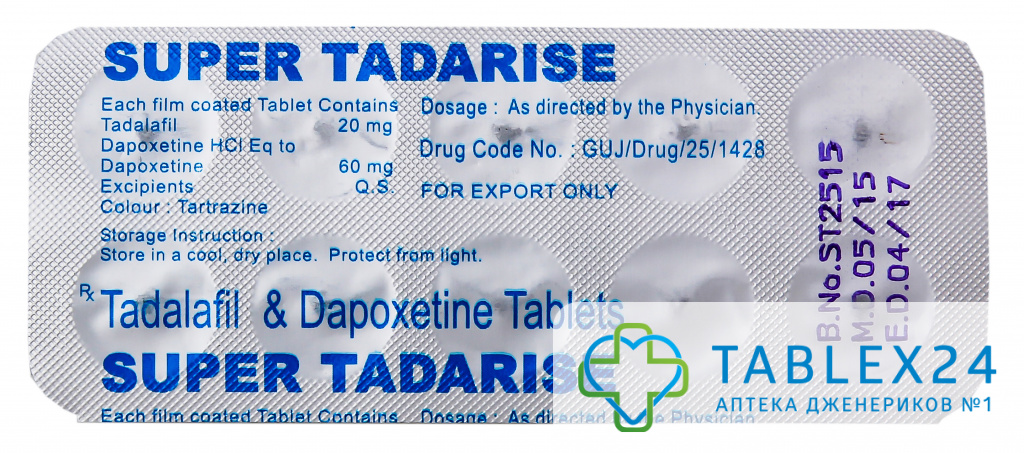 SUPER TADARISE
Each film coated Tablet Contains
Tadalafil 20 mg
Dapoxetine HCl Eq to
Dapoxetine 60 mg
Excipients Q.S.
Colour : Tartrazine
Storage Instruction :
Store in a cool, dry place. Protect from light.
Dosage : As directed by the Physician.
Drug Code No. : GUJ/Drug/25/1428
FOR EXPORT ONLY
B.No.ST2515
M.D.05/15
E.D.04/17
Rx Tadalafil & Dapoxetine Tablets
SUPER TADARISE
Each film coated Tablet Contains Dosage : As directed by the Physician.
TABLEX24
АПТЕКА ДЖЕНЕРИКОВ №1